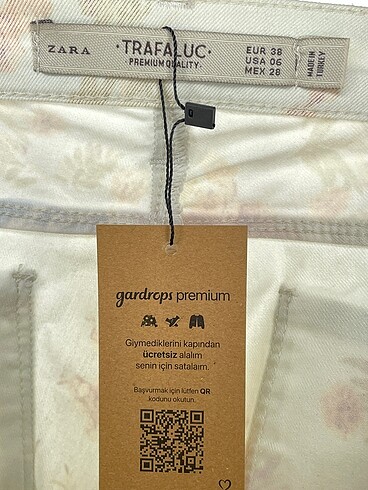 ZARA
·TRAFALUC·
·PREMIUM QUALITY·
EUR 38
USA 06
MEX 28
MADE IN
TURKEY
gardrops premium
Giymediklerini kapından
ücretsiz alalım
senin için satalım.
Başvurmak için lütfen QR
kodunu okutun.